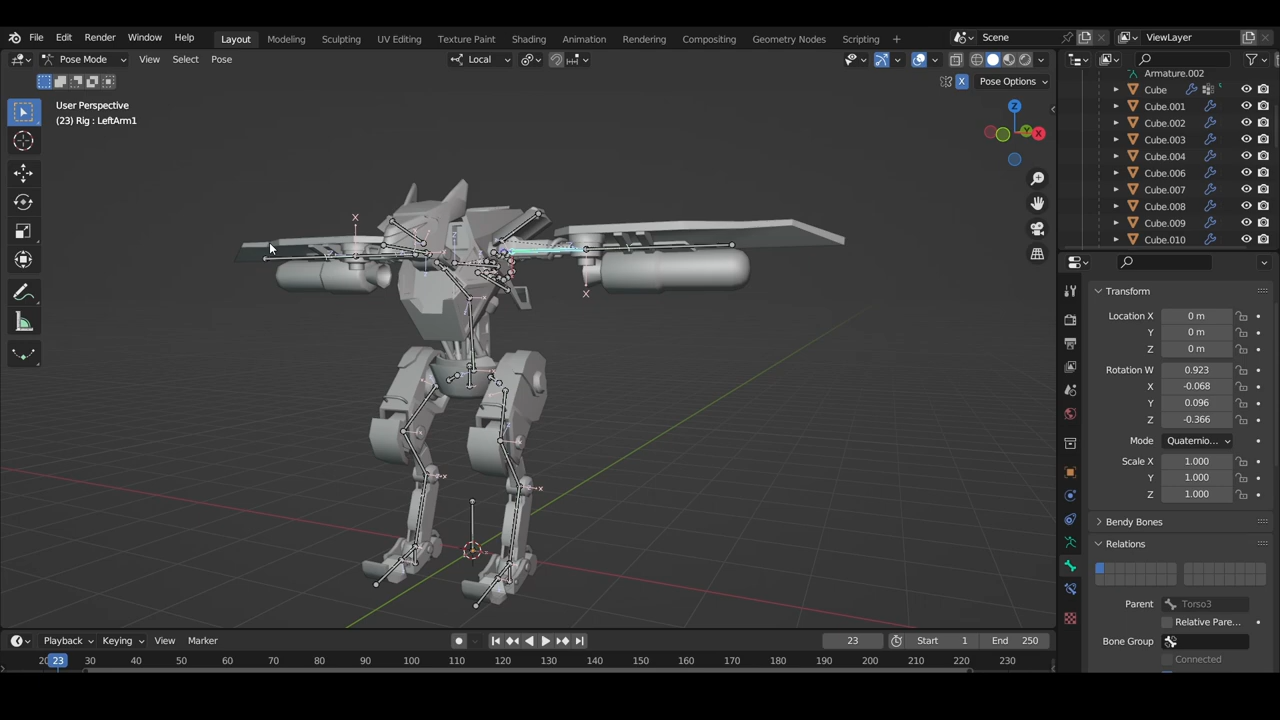 File Edit Render Window Help Layout Modeling Sculpting UV Editing Texture Paint Shading Animation Rendering Compositing Geometry Nodes Scripting + Scene ViewLayer
Pose Mode View Select Pose Local
X Pose Options
User Perspective
(23) Rig : LeftArm1
Z
Y
X
Armature.002
Cube
Cube.001
Cube.002
Cube.003
Cube.004
Cube.006
Cube.007
Cube.008
Cube.009
Cube.010
Transform
Location X 0 m
Y 0 m
Z 0 m
Rotation W 0.923
X -0.068
Y 0.096
Z -0.366
Mode Quaternio...
Scale X 1.000
Y 1.000
Z 1.000
Bendy Bones
Relations
Parent Torso3
Relative Pare...
Bone Group
Connected
Playback Keying View Marker 23 Start 1 End 250
20 23 30 40 50 60 70 80 90 100 110 120 130 140 150 160 170 180 190 200 210 220 230